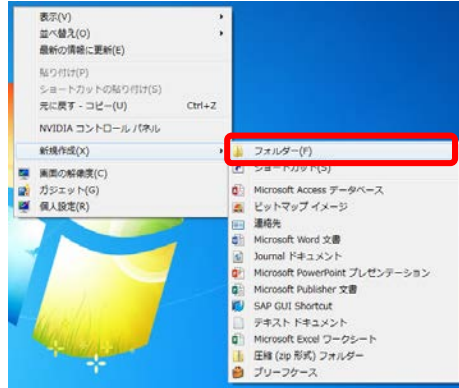 表示(V)
並べ替え(O)
最新の情報に更新(E)
貼り付け(P)
ショートカットの貼り付け(S)
元に戻す - コピー(U) Ctrl+Z
NVIDIA コントロール パネル
新規作成(X)
画面の解像度(C)
ガジェット(G)
個人設定(R)
フォルダー(F)
ショートカット(S)
Microsoft Access データベース
ビットマップ イメージ
連絡先
Microsoft Word 文書
Journal ドキュメント
Microsoft PowerPoint プレゼンテーション
Microsoft Publisher 文書
SAP GUI Shortcut
テキスト ドキュメント
Microsoft Excel ワークシート
圧縮 (zip 形式) フォルダー
ブリーフケース